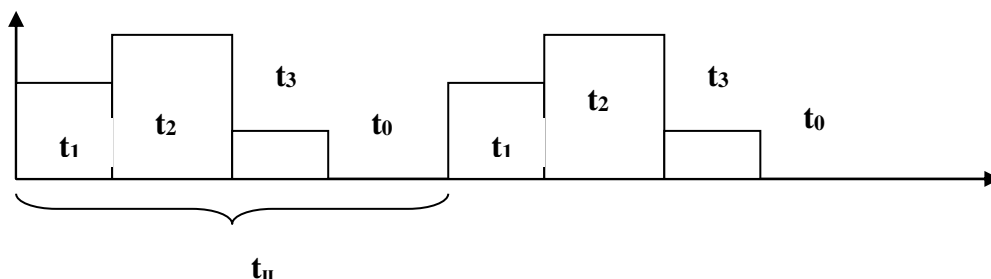 t₃ t₃
t₂ t₀ t₂ t₀
t₁ t₁
tц